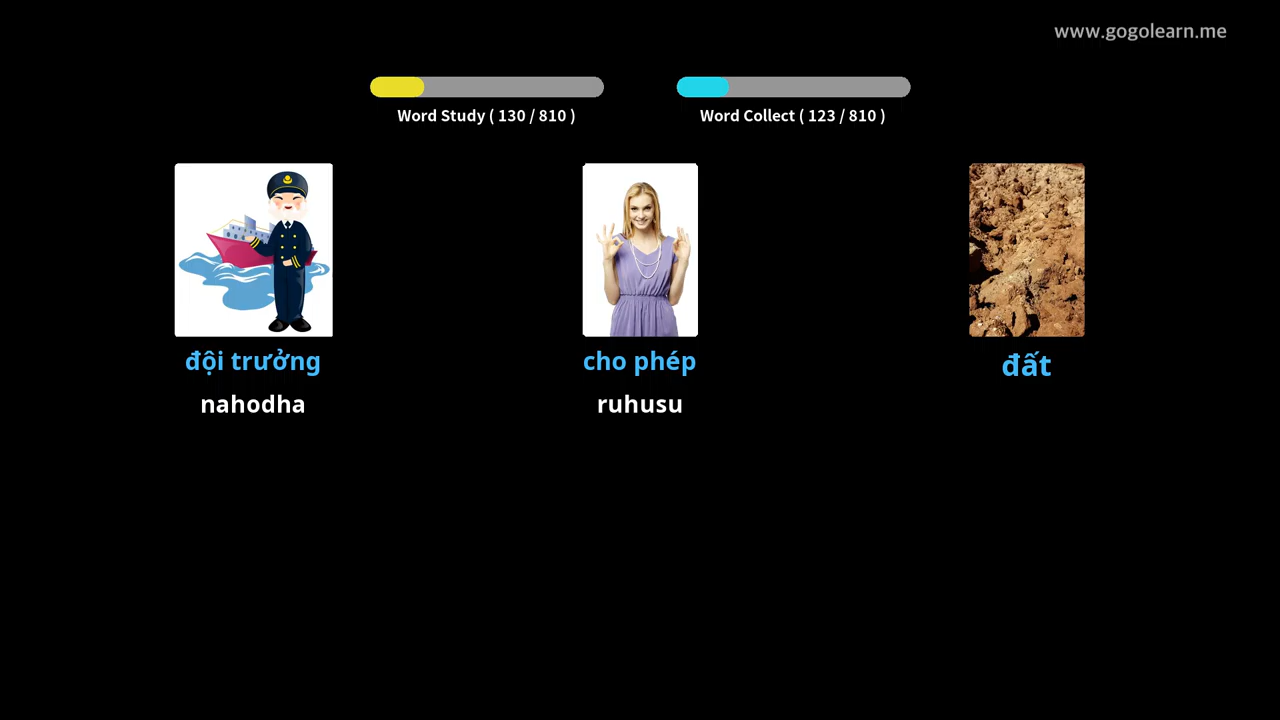 www.gogolearn.me
Word Study ( 130 / 810 )
Word Collect ( 123 / 810 )
đội trưởng
cho phép
đất
nahodha
ruhusu